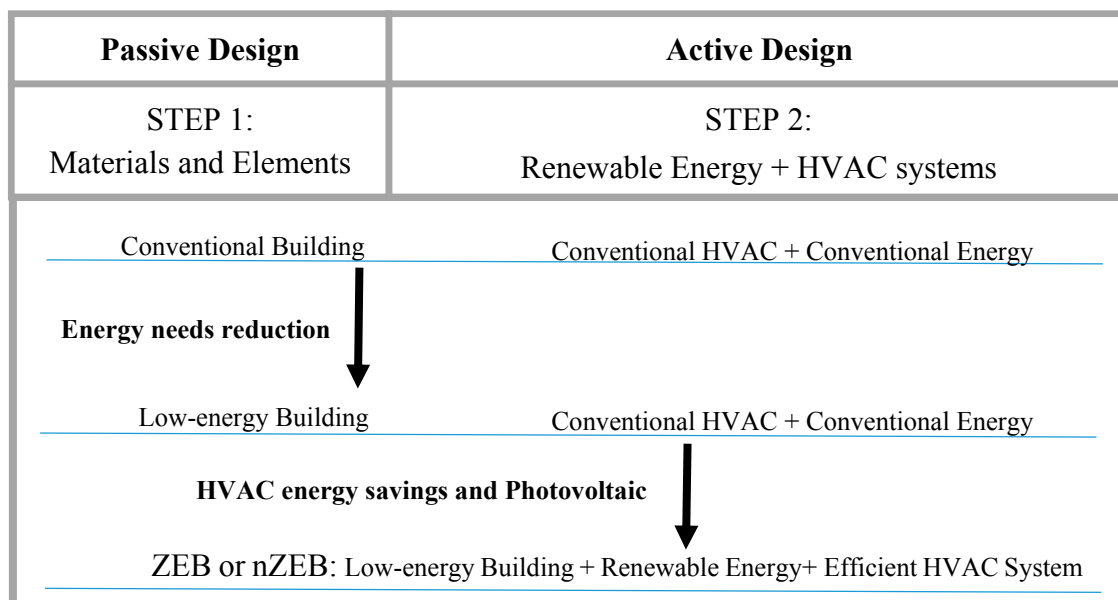 Passive Design
Active Design
STEP 1:
Materials and Elements
STEP 2:
Renewable Energy + HVAC systems
Conventional Building
Conventional HVAC + Conventional Energy
Energy needs reduction
Low-energy Building
Conventional HVAC + Conventional Energy
HVAC energy savings and Photovoltaic
ZEB or nZEB: Low-energy Building + Renewable Energy+ Efficient HVAC System